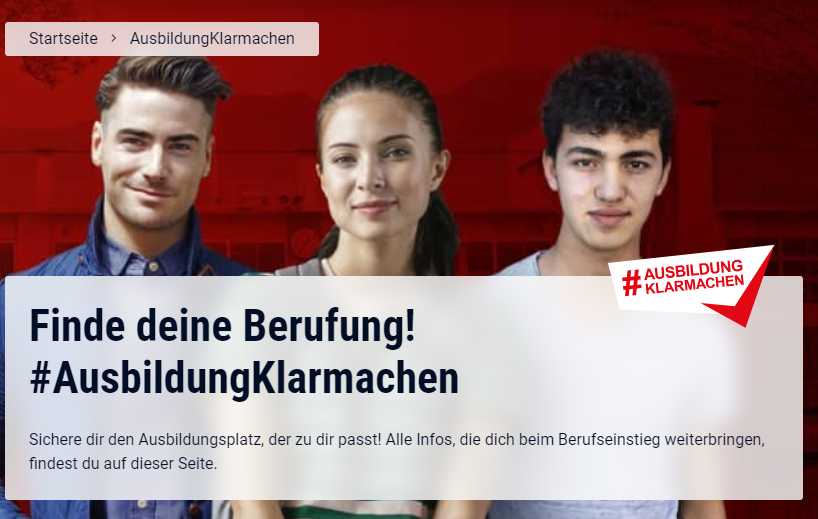 Startseite > AusbildungKlarmachen
#AUSBILDUNG
KLARMACHEN
Finde deine Berufung!
#AusbildungKlarmachen
Sichere dir den Ausbildungsplatz, der zu dir passt! Alle Infos, die dich beim Berufseinstieg weiterbringen,
findest du auf dieser Seite.